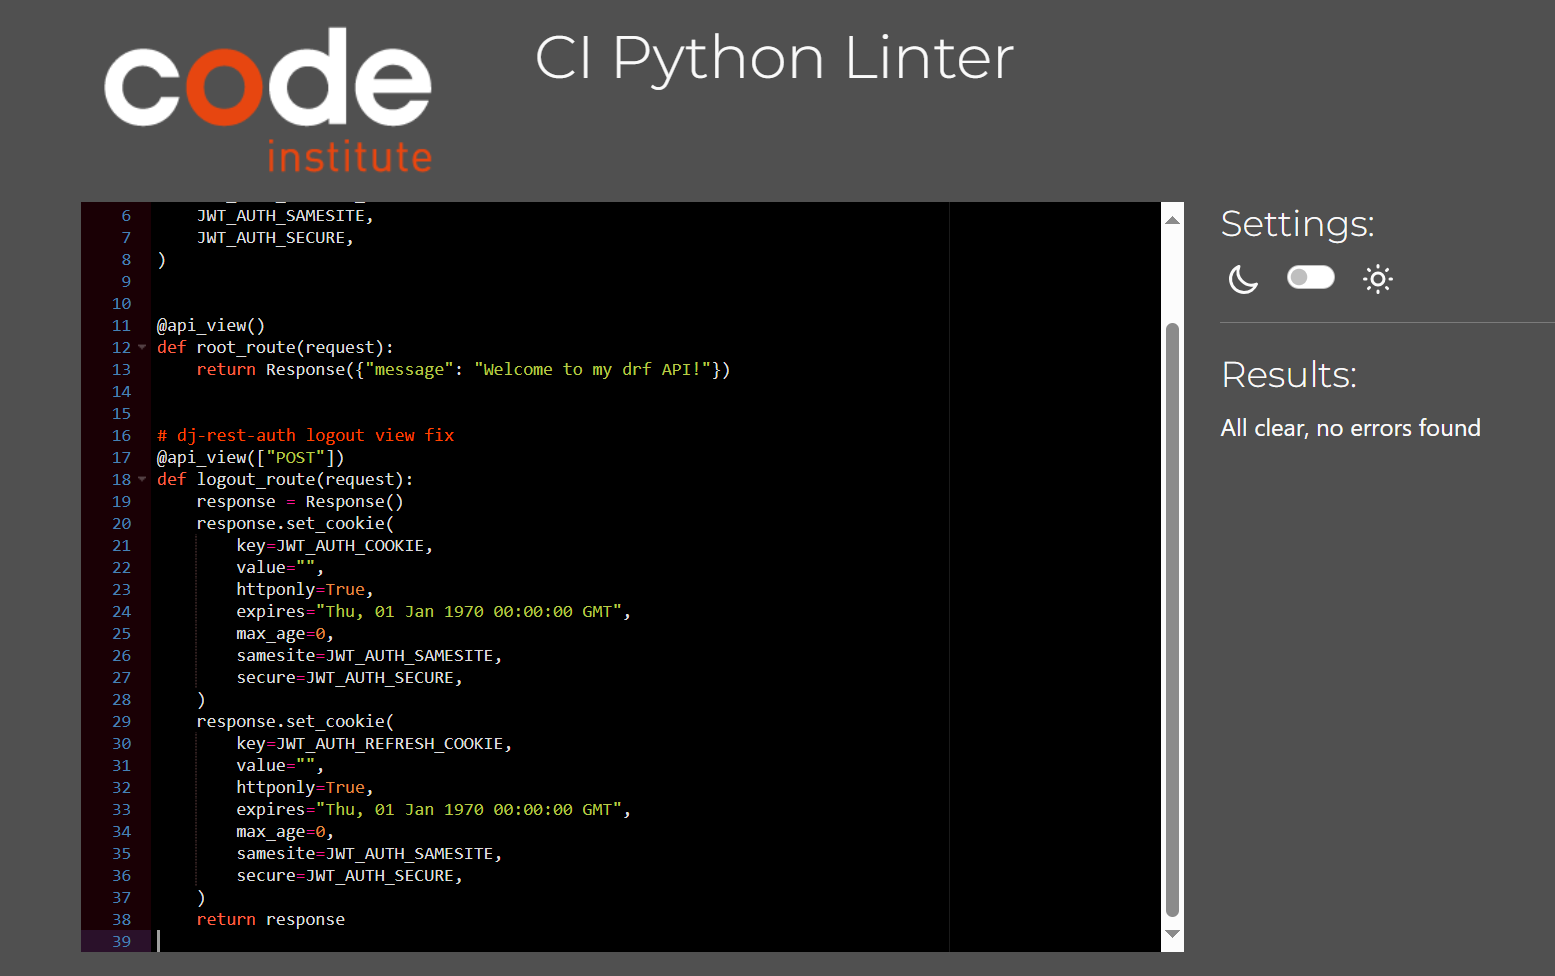 code
institute
CI Python Linter
6 JWT_AUTH_SAMESITE,
7 JWT_AUTH_SECURE,
8 )
9
10
11 @api_view()
12 def root_route(request):
13 return Response({"message": "Welcome to my drf API!"})
14
15
16 # dj-rest-auth logout view fix
17 @api_view(["POST"])
18 def logout_route(request):
19 response = Response()
20 response.set_cookie(
21 key=JWT_AUTH_COOKIE,
22 value="",
23 httponly=True,
24 expires="Thu, 01 Jan 1970 00:00:00 GMT",
25 max_age=0,
26 samesite=JWT_AUTH_SAMESITE,
27 secure=JWT_AUTH_SECURE,
28 )
29 response.set_cookie(
30 key=JWT_AUTH_REFRESH_COOKIE,
31 value="",
32 httponly=True,
33 expires="Thu, 01 Jan 1970 00:00:00 GMT",
34 max_age=0,
35 samesite=JWT_AUTH_SAMESITE,
36 secure=JWT_AUTH_SECURE,
37 )
38 return response
39
Settings:
Results:
All clear, no errors found